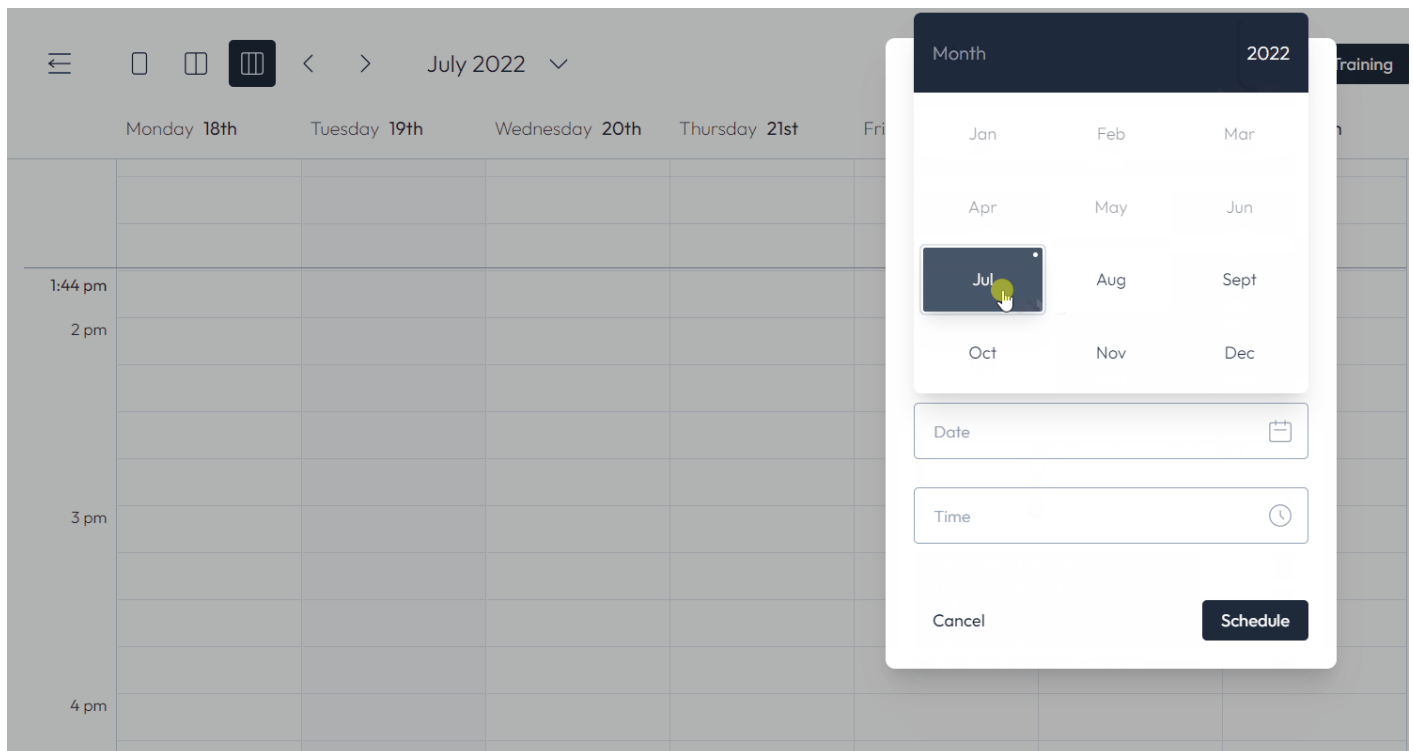 July 2022
Month 2022
Training
Monday 18th Tuesday 19th Wednesday 20th Thursday 21st
Jan Feb Mar
Apr May Jun
Jul Aug Sept
Oct Nov Dec
1:44 pm
2 pm
3 pm
4 pm
Date
Time
Cancel Schedule